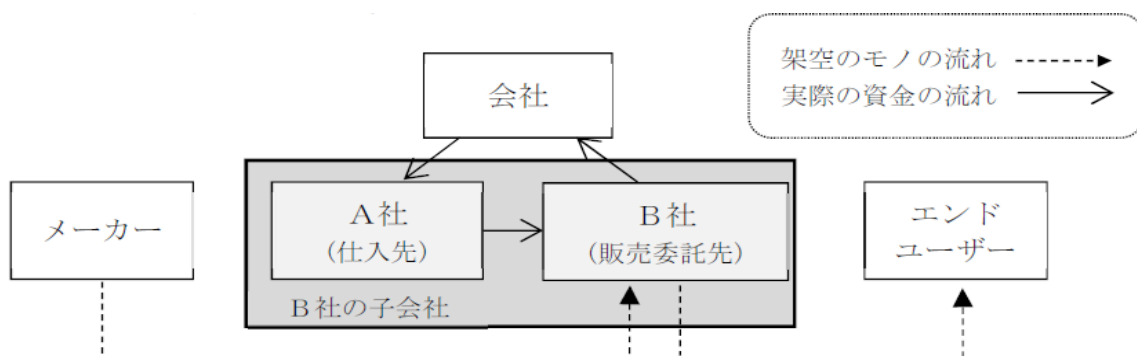 架空のモノの流れ
実際の資金の流れ
会社
メーカー
A社
(仕入先)
B社
(販売委託先)
エンド
ユーザー
B社の子会社